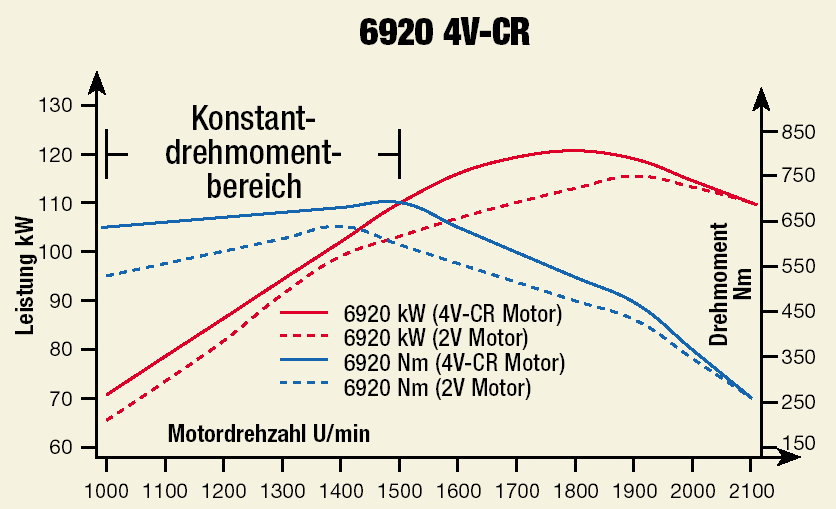 6920 4V-CR
Konstant-
drehmoment-
bereich
Leistung kW
130
120
110
100
90
80
70
60
850
750
650
550
450
350
250
150
Drehmoment
Nm
6920 kW (4V-CR Motor)
6920 kW (2V Motor)
6920 Nm (4V-CR Motor)
6920 Nm (2V Motor)
Motordrehzahl U/min
1000 1100 1200 1300 1400 1500 1600 1700 1800 1900 2000 2100